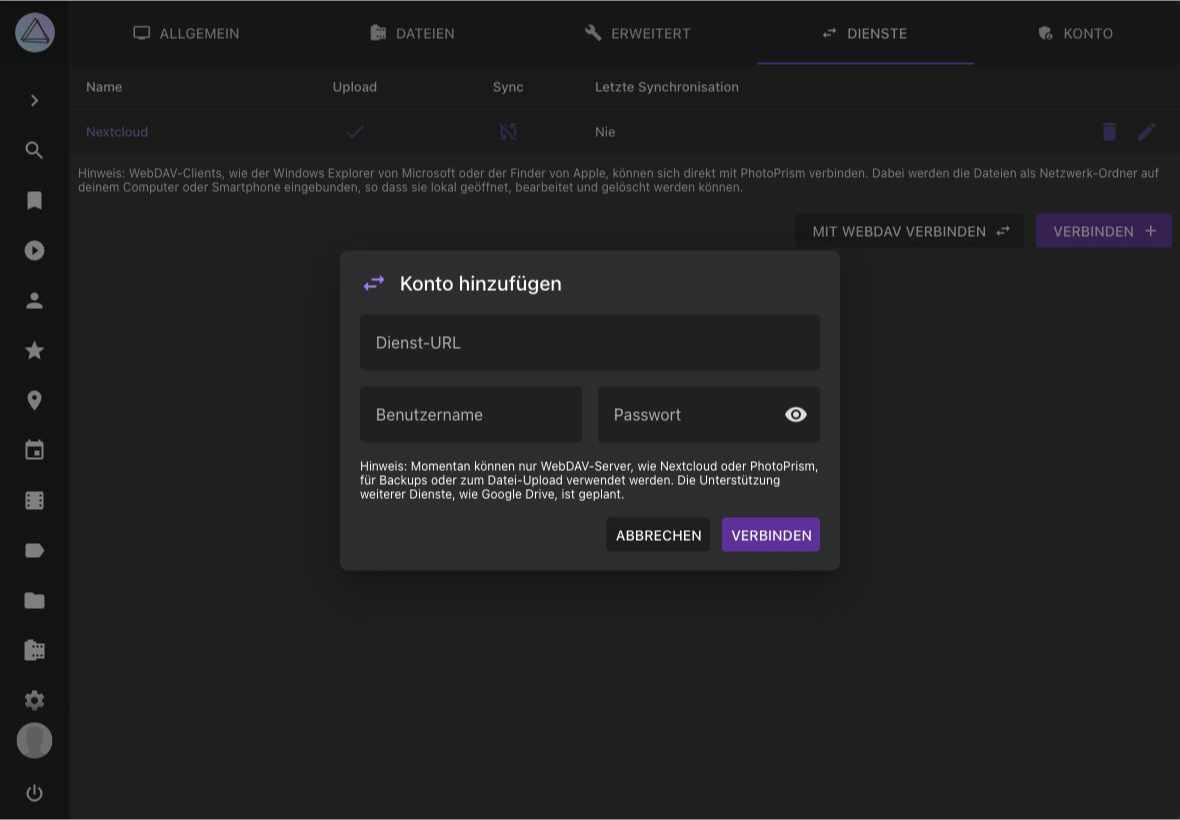 ALLGEMEIN
DATEIEN
ERWEITERT
DIENSTE
KONTO
Name Upload Sync Letzte Synchronisation
Nextcloud Nie
Hinweis: WebDAV-Clients, wie der Windows Explorer von Microsoft oder der Finder von Apple, können sich direkt mit PhotoPrism verbinden. Dabei werden die Dateien als Netzwerk-Ordner auf
deinem Computer oder Smartphone eingebunden, so dass sie lokal geöffnet, bearbeitet und gelöscht werden können.
MIT WEBDAV VERBINDEN
VERBINDEN
Konto hinzufügen
Dienst-URL
Benutzername
Passwort
Hinweis: Momentan können nur WebDAV-Server, wie Nextcloud oder PhotoPrism,
für Backups oder zum Datei-Upload verwendet werden. Die Unterstützung
weiterer Dienste, wie Google Drive, ist geplant.
ABBRECHEN
VERBINDEN